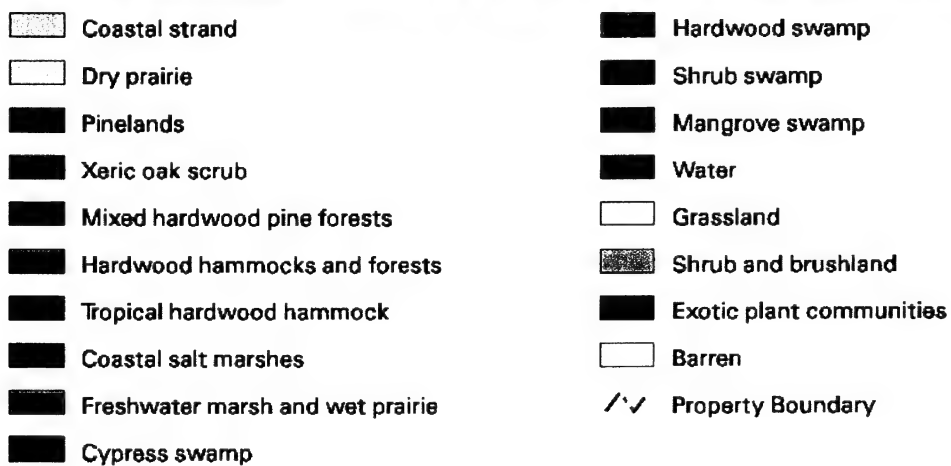 Coastal strand
Dry prairie
Pinelands
Xeric oak scrub
Mixed hardwood pine forests
Hardwood hammocks and forests
Tropical hardwood hammock
Coastal salt marshes
Freshwater marsh and wet prairie
Cypress swamp
Hardwood swamp
Shrub swamp
Mangrove swamp
Water
Grassland
Shrub and brushland
Exotic plant communities
Barren
Property Boundary